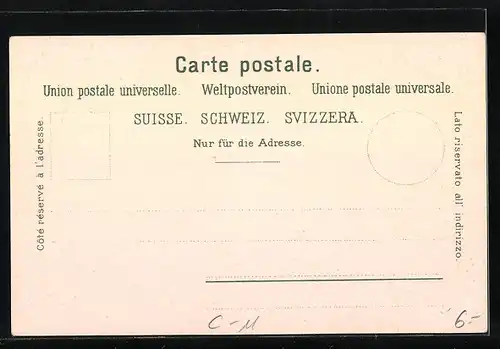 Carte postale.
Union postale universelle. Weltpostverein. Unione postale universale.
SUISSE. SCHWEIZ. SVIZZERA.
Nur für die Adresse.
Côté réservé à l'adresse.
Lato riservato all' indirizzo.
C-M
6.-